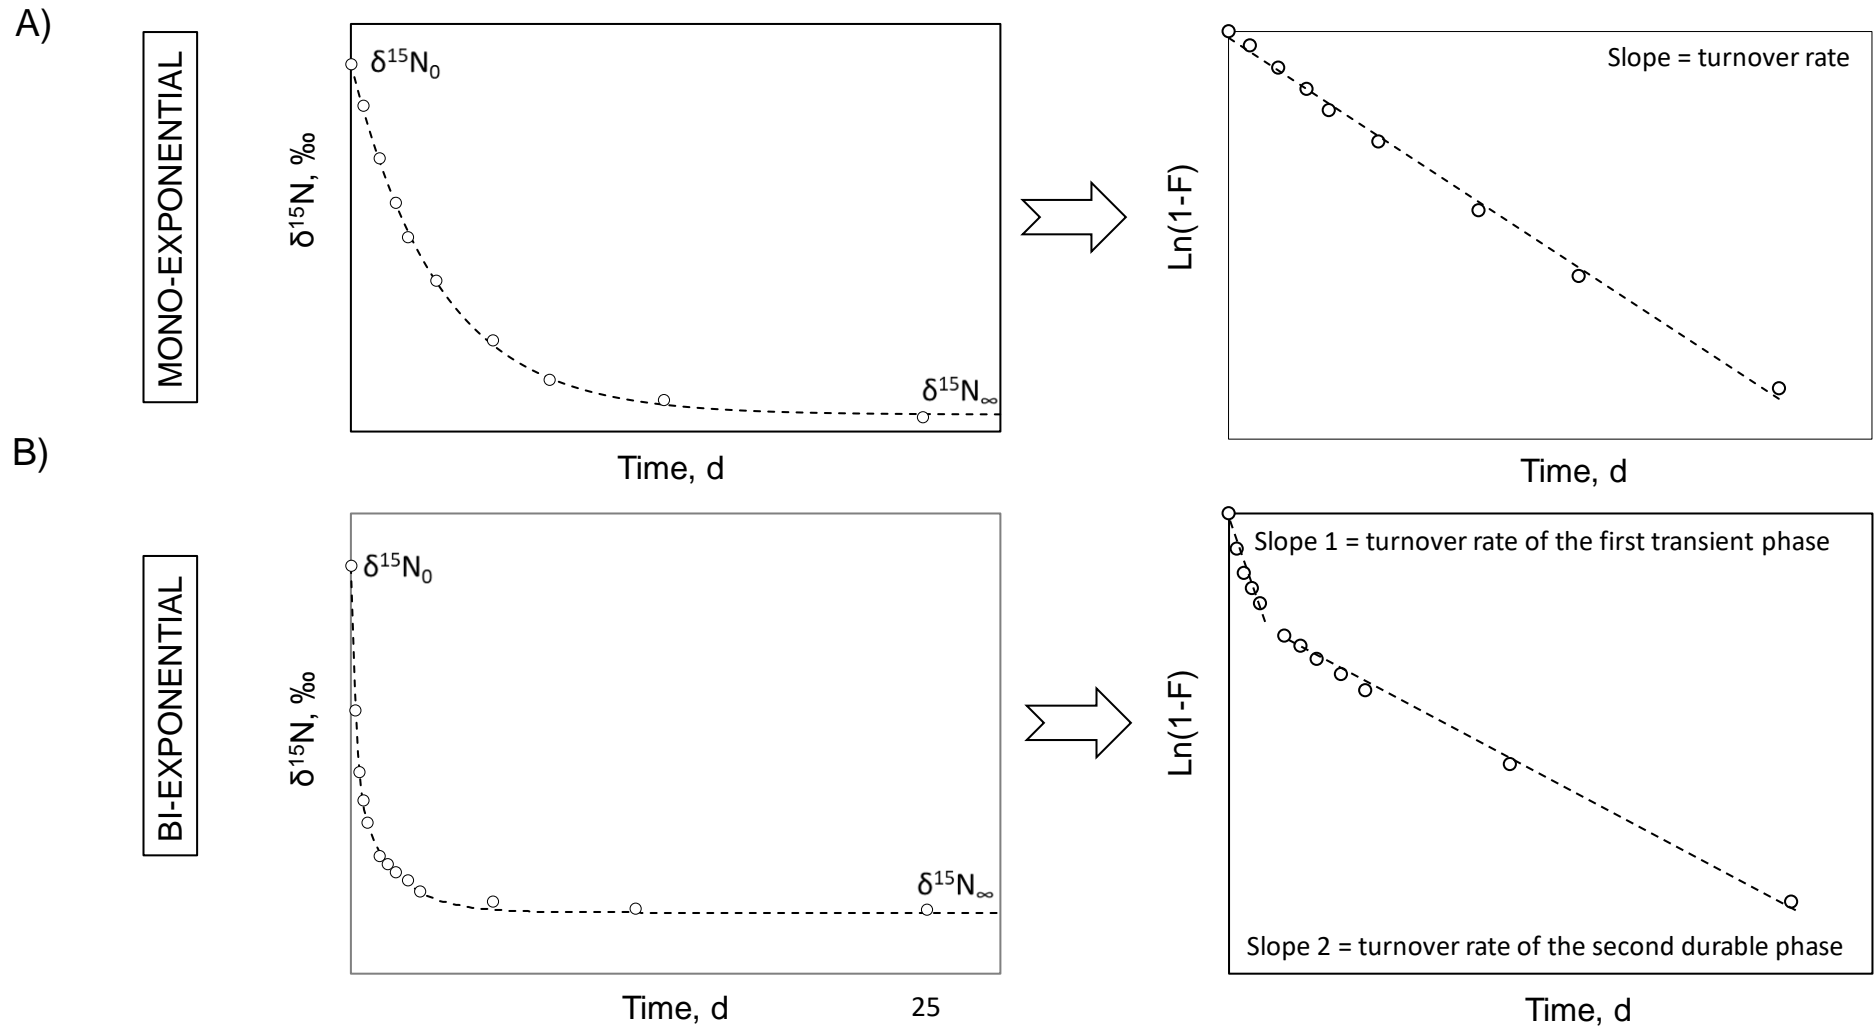 A)
MONO-EXPONENTIAL
δ¹⁵N, ‰
δ¹⁵N₀
δ¹⁵N∞
Time, d
Ln(1-F)
Slope = turnover rate
Time, d
B)
BI-EXPONENTIAL
δ¹⁵N, ‰
δ¹⁵N₀
δ¹⁵N∞
Time, d
25
Ln(1-F)
Slope 1 = turnover rate of the first transient phase
Slope 2 = turnover rate of the second durable phase
Time, d